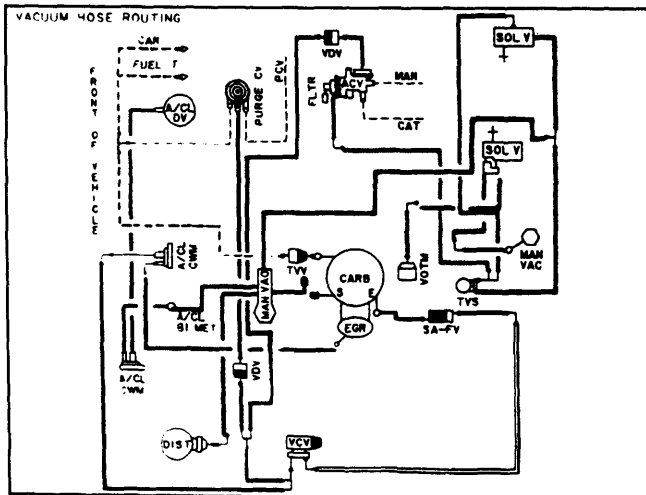 VACUUM HOSE ROUTING
CAN
FUEL T
FRONT OF VEHICLE
A/CL
DV
PURGE CV
PCV
VDV
FLTR
ACV
MAN
CAT
SOL V
SOL V
A/CL
CWM
TVV
MAN VAC
CARB
S
E
EGR
VOTM
MAN
VAC
TVS
A/CL
BI MET
SA-FV
A/CL
CWM
VDV
DIST
VCV